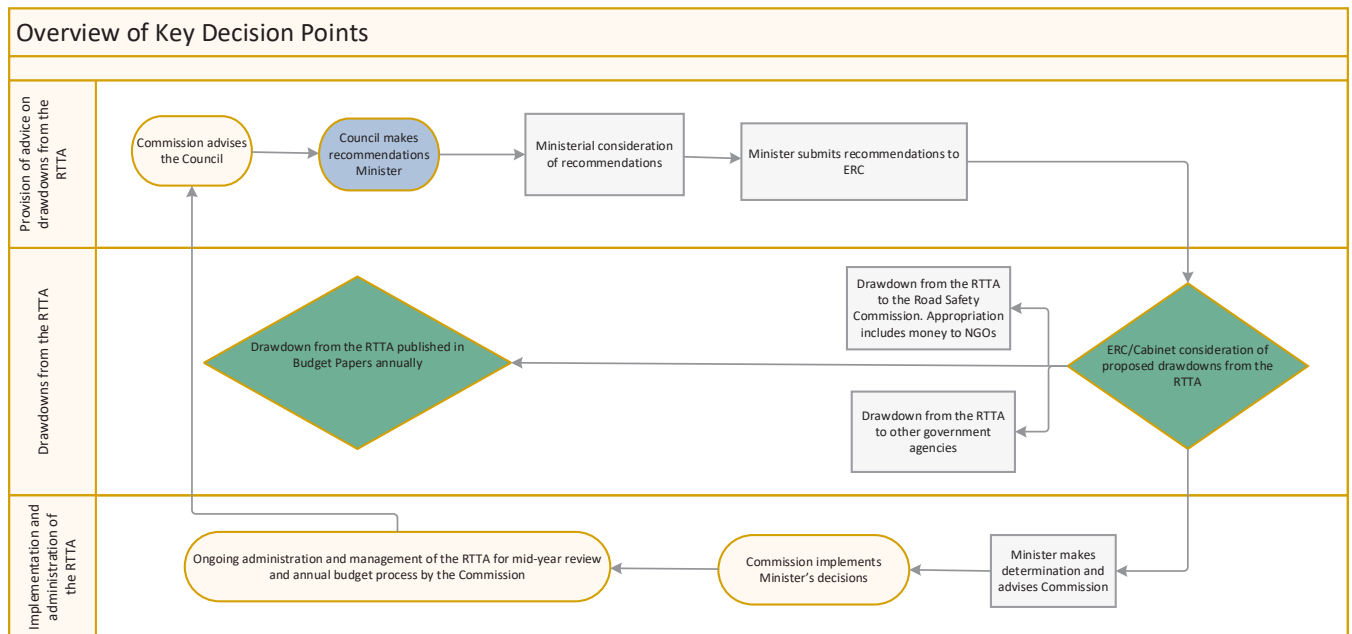 Overview of Key Decision Points
Provision of advice on
drawdowns from the
RTTA
Commission advises
the Council
Council makes
recommendations
Minister
Ministerial consideration
of recommendations
Minister submits recommendations to
ERC
Drawdowns from the RTTA
Drawdown from the RTTA published in
Budget Papers annually
Drawdown from the RTTA
to the Road Safety
Commission. Appropriation
includes money to NGOs
Drawdown from the RTTA
to other government
agencies
ERC/Cabinet consideration of
proposed drawdowns from the
RTTA
Implementation and
administration of
the RTTA
Ongoing administration and management of the RTTA for mid-year review
and annual budget process by the Commission
Commission implements
Minister’s decisions
Minister makes
determination and
advises Commission